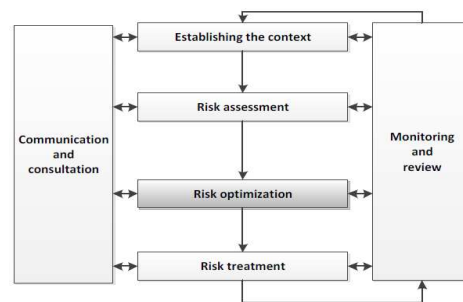 Establishing the context
Risk assessment
Communication
and
consultation
Monitoring
and
review
Risk optimization
Risk treatment